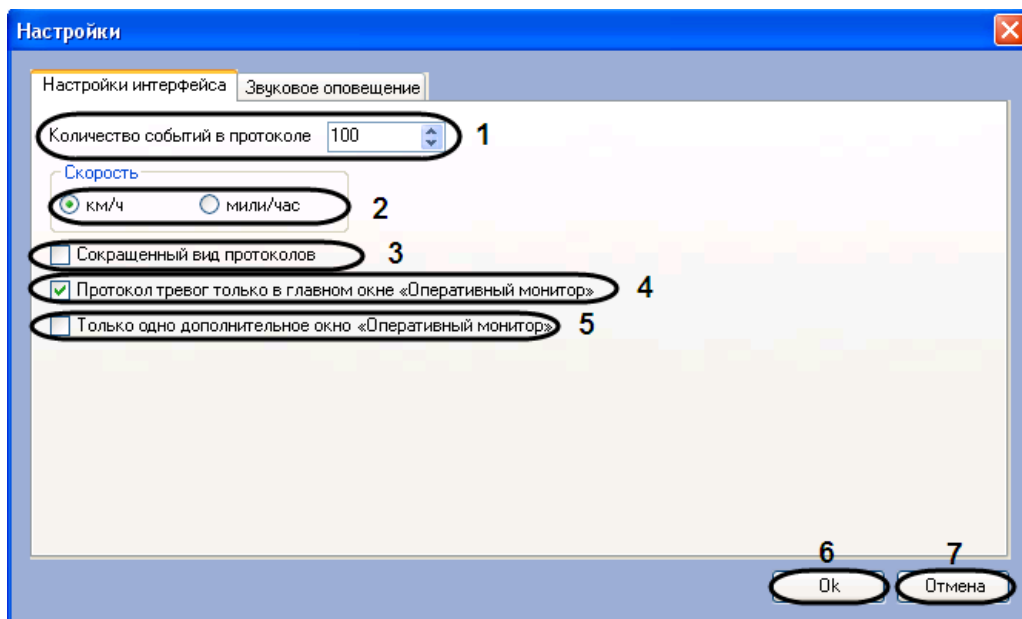 Настройки
Настройки интерфейса Звуковое оповещение
Количество событий в протоколе 100 1
Скорость
км/ч мили/час 2
Сокращенный вид протоколов 3
Протокол тревог только в главном окне «Оперативный монитор» 4
Только одно дополнительное окно «Оперативный монитор» 5
6 7
Ok Отмена